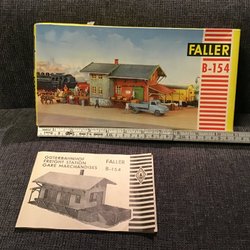 FALLER
B-154
GÜTERBAHNHOF
FREIGHT STATION
GARE MARCHANDISES
FALLER
B-154